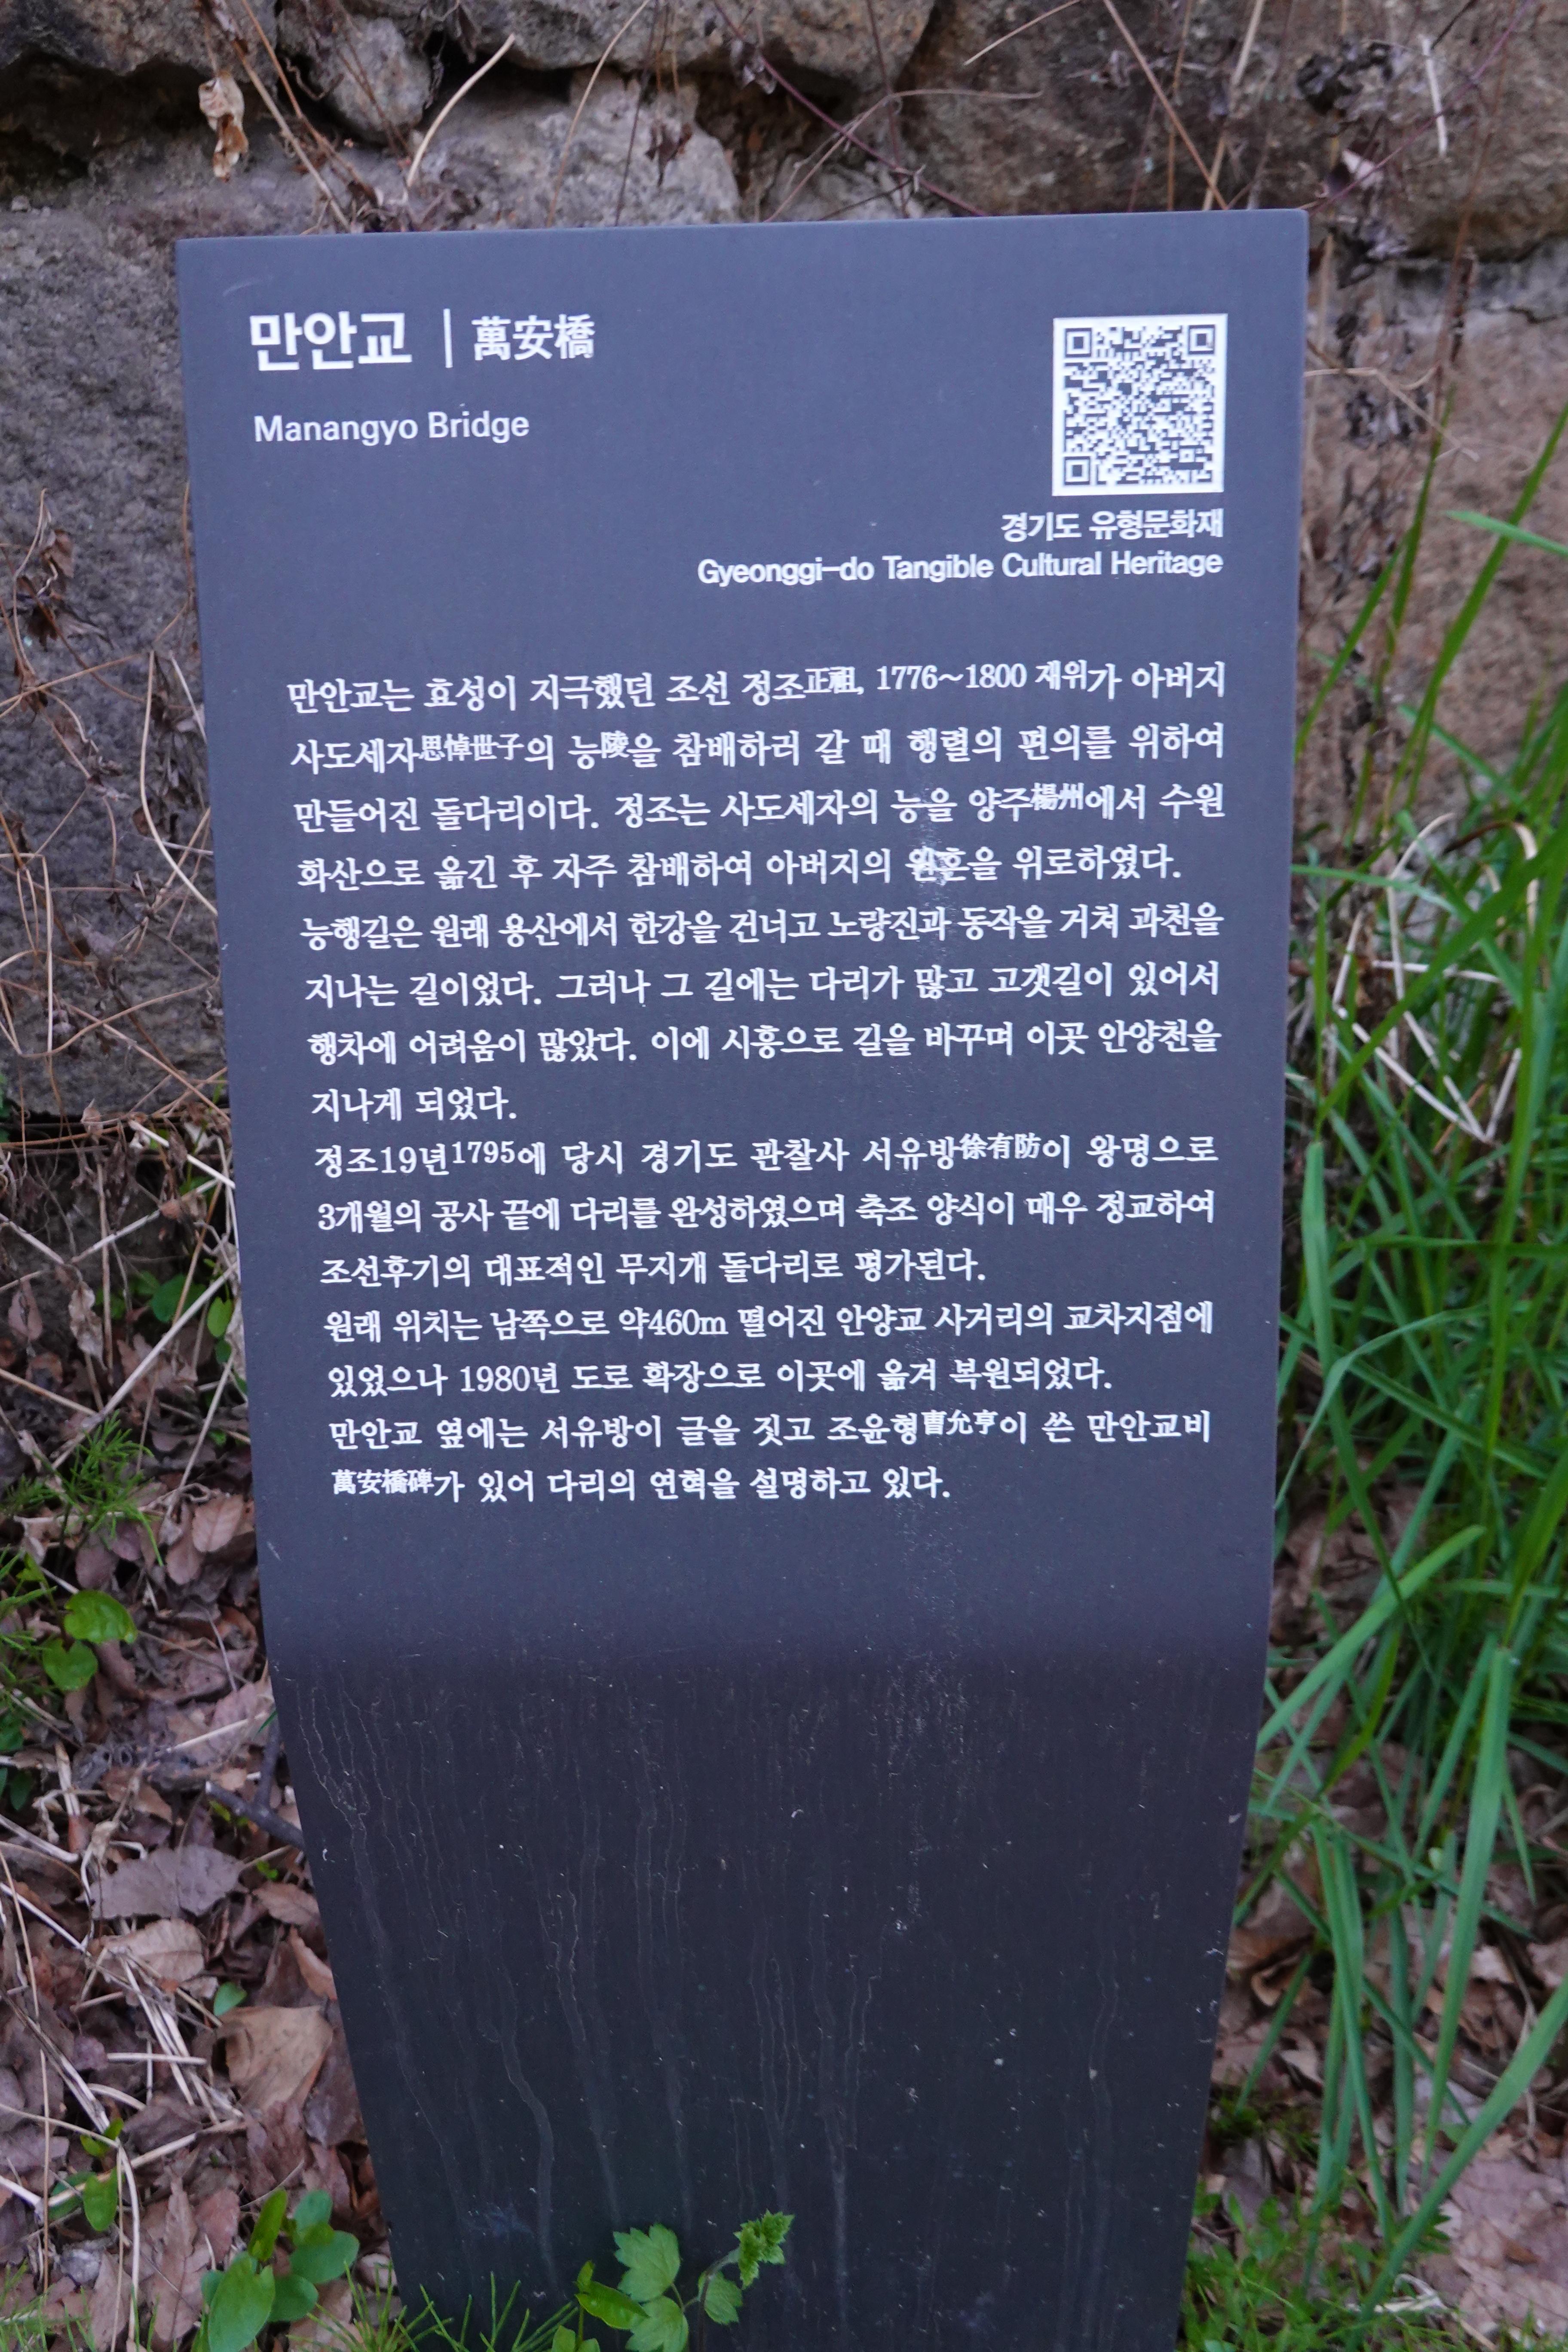 만안교 | 萬安橋
Manangyo Bridge
경기도 유형문화재
Gyeonggi-do Tangible Cultural Heritage
만안교는 효성이 지극했던 조선 정조正祖, 1776~1800 재위가 아버지
사도세자思悼世子의 능陵을 참배하러 갈 때 행렬의 편의를 위하여
만들어진 돌다리이다. 정조는 사도세자의 능을 양주楊州에서 수원
화산으로 옮긴 후 자주 참배하여 아버지의 원혼을 위로하였다.
능행길은 원래 용산에서 한강을 건너고 노량진과 동작을 거쳐 과천을
지나는 길이었다. 그러나 그 길에는 다리가 많고 고갯길이 있어서
행차에 어려움이 많았다. 이에 시흥으로 길을 바꾸며 이곳 안양천을
지나게 되었다.
정조19년1795에 당시 경기도 관찰사 서유방徐有防이 왕명으로
3개월의 공사 끝에 다리를 완성하였으며 축조 양식이 매우 정교하여
조선후기의 대표적인 무지개 돌다리로 평가된다.
원래 위치는 남쪽으로 약460m 떨어진 안양교 사거리의 교차지점에
있었으나 1980년 도로 확장으로 이곳에 옮겨 복원되었다.
만안교 옆에는 서유방이 글을 짓고 조윤형曺允亨이 쓴 만안교비
萬安橋碑가 있어 다리의 연혁을 설명하고 있다.